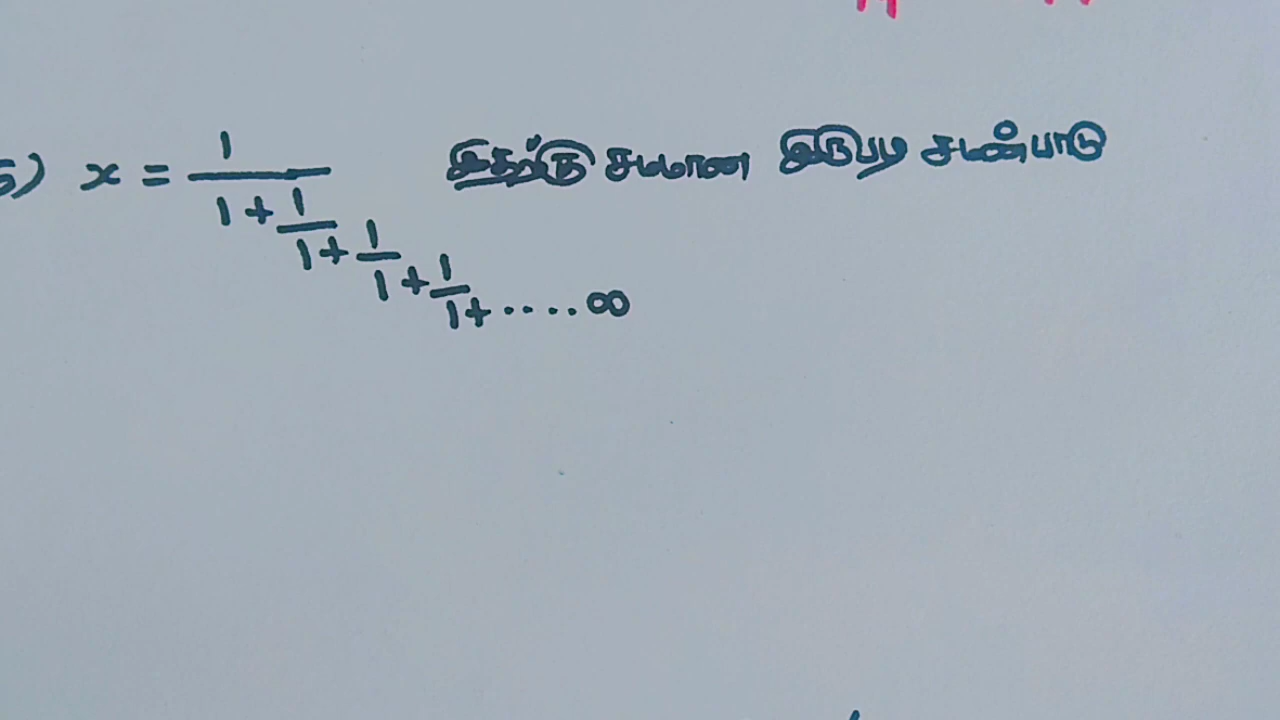 5) x = 1/(1 + 1/(1 + 1/(1 + 1/(1 + .... ∞ இதற்கு சமமான இருபடி சமன்பாடு